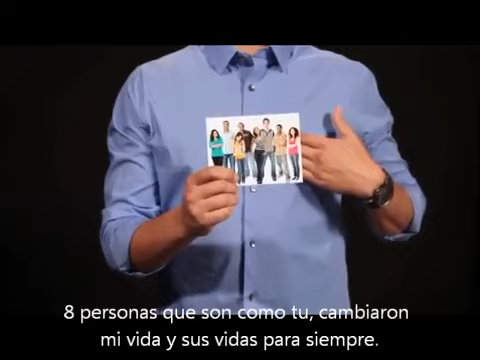 8 personas que son como tu, cambiaron
mi vida y sus vidas para siempre.